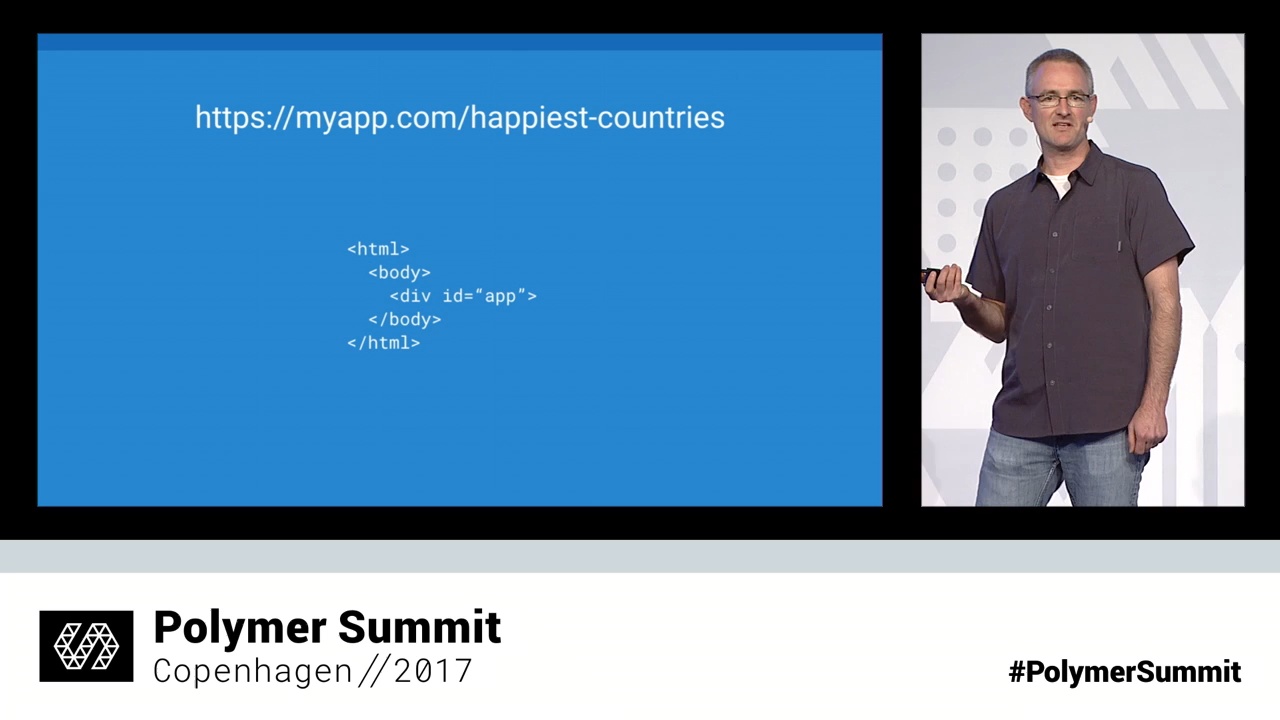 https://myapp.com/happiest-countries
<html>
<body>
<div id=“app”>
</body>
</html>
Polymer Summit
Copenhagen//2017
#PolymerSummit